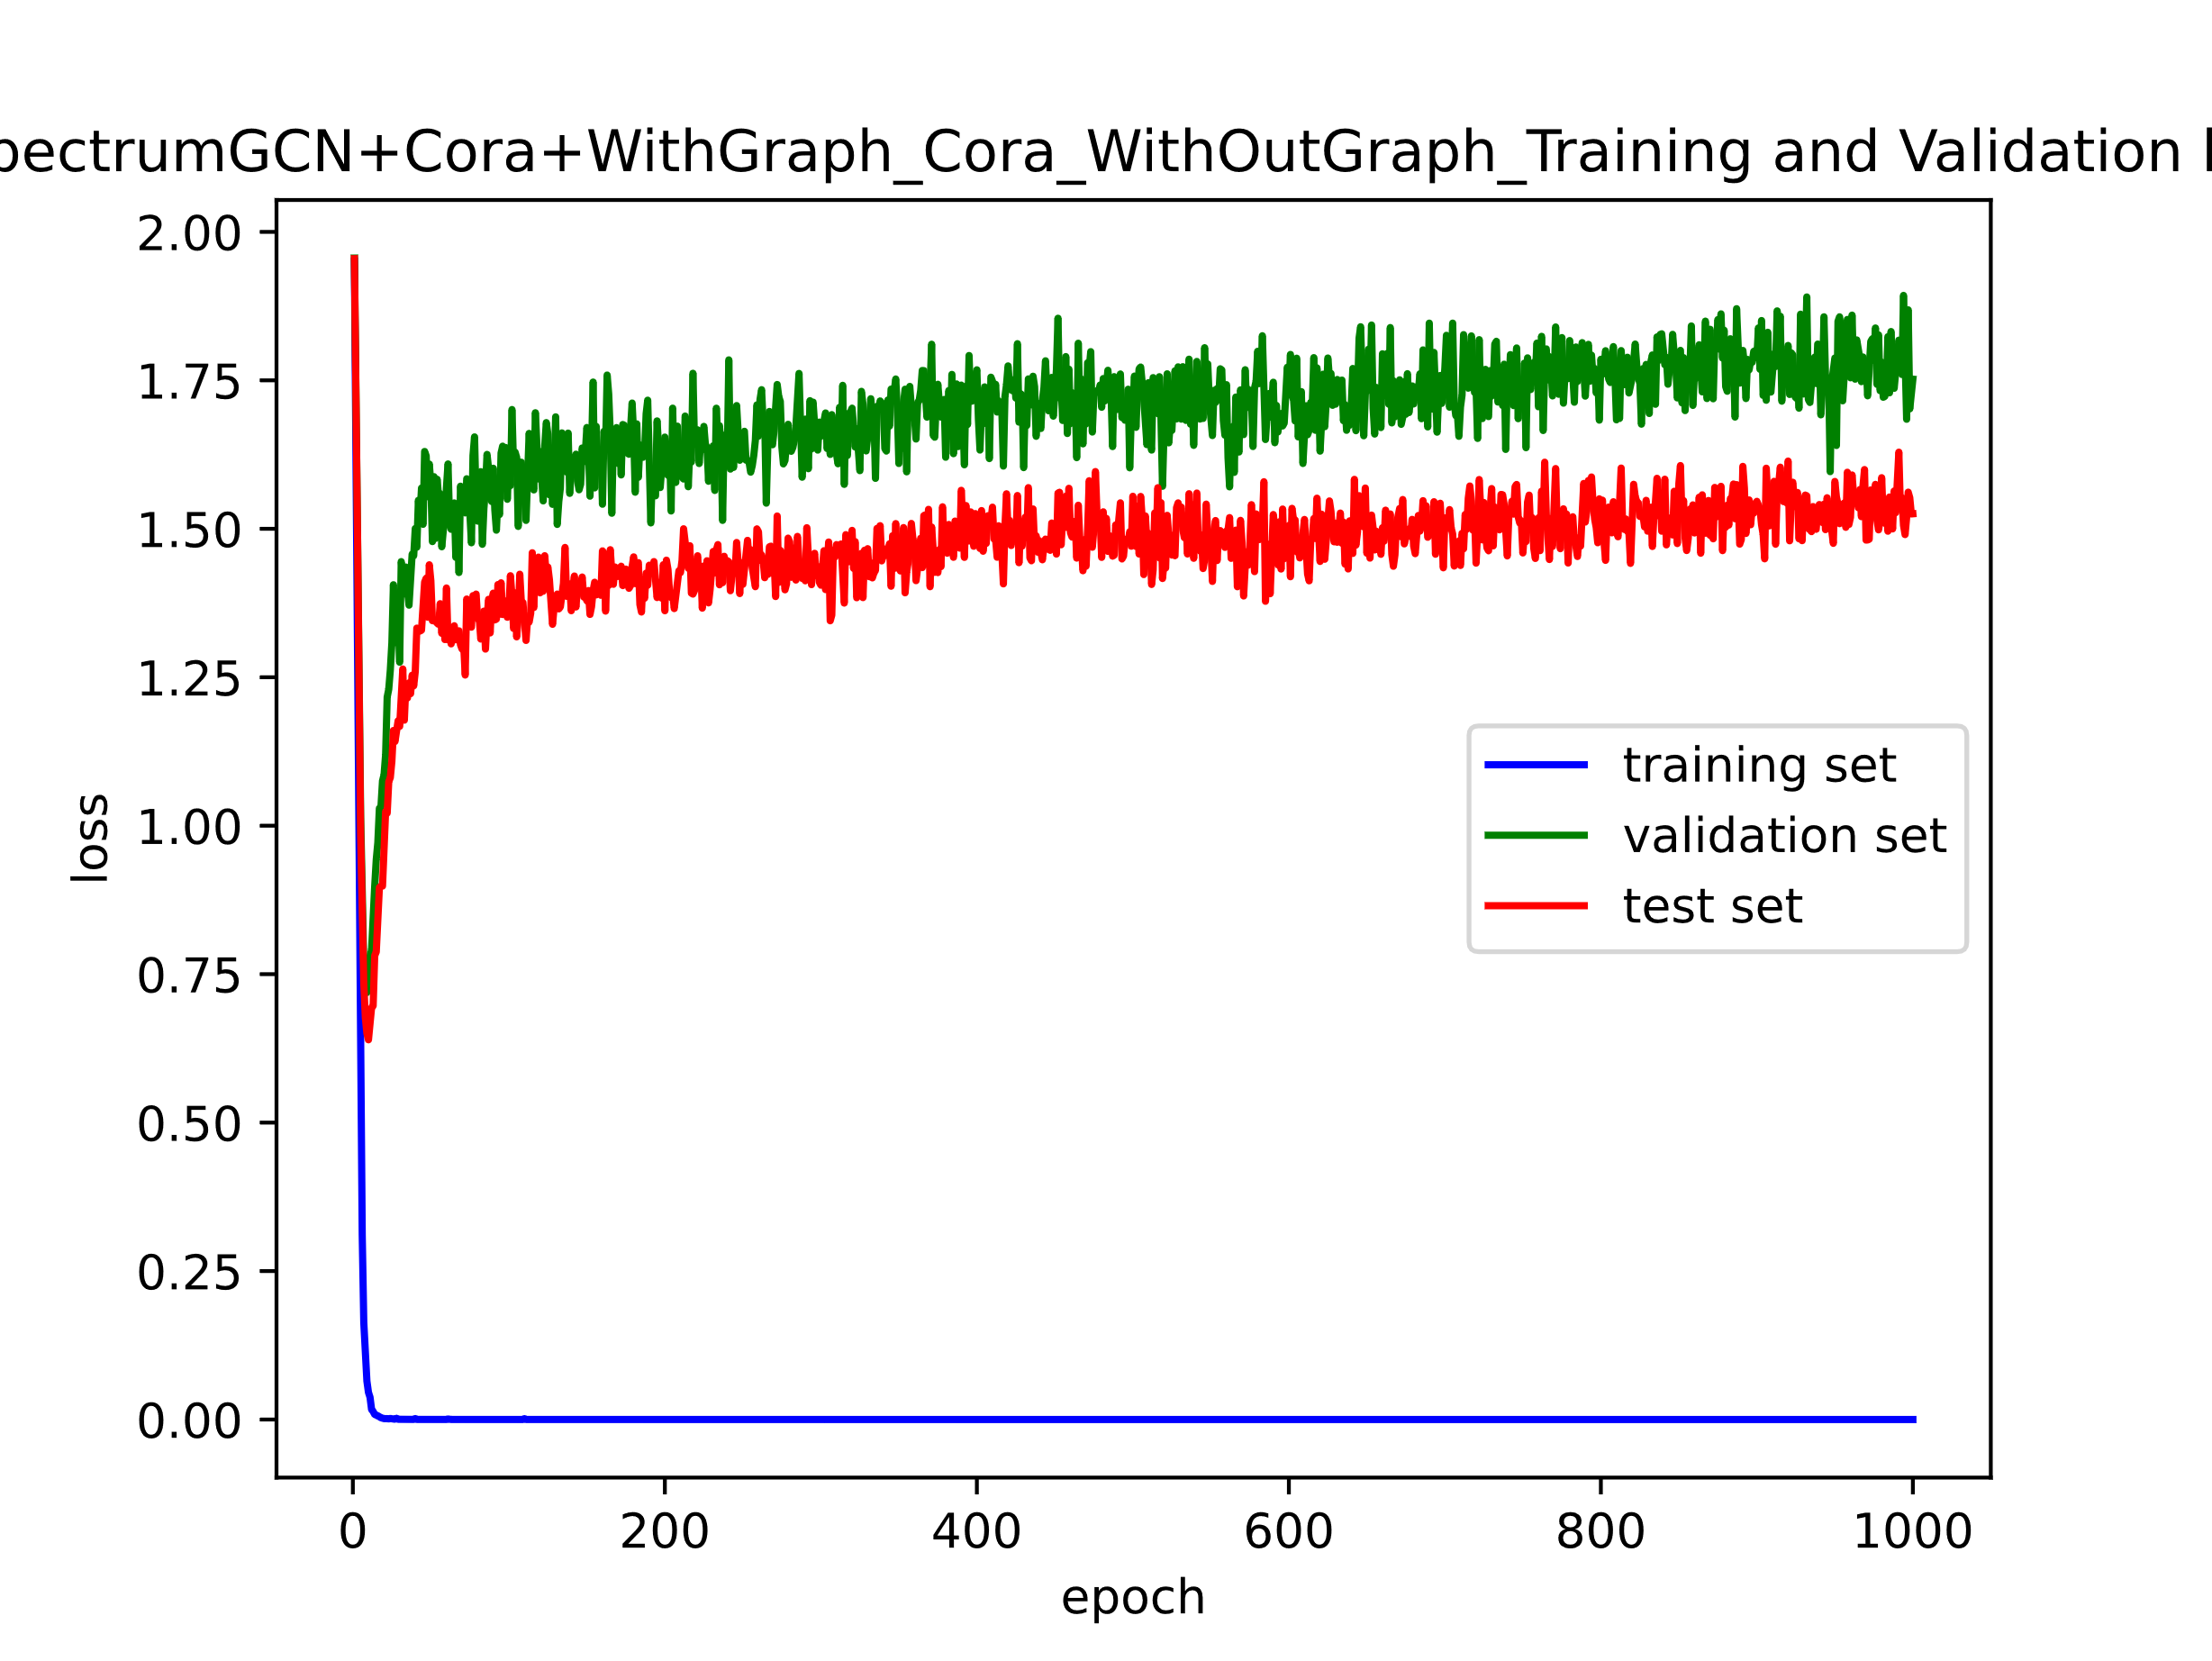 pectrumGCN+Cora+WithGraph_Cora_WithOutGraph_Training and Validation
2.00
1.75
1.50
1.25
1.00
0.75
0.50
0.25
0.00
loss
training set
validation set
test set
0 200 400 600 800 1000
epoch